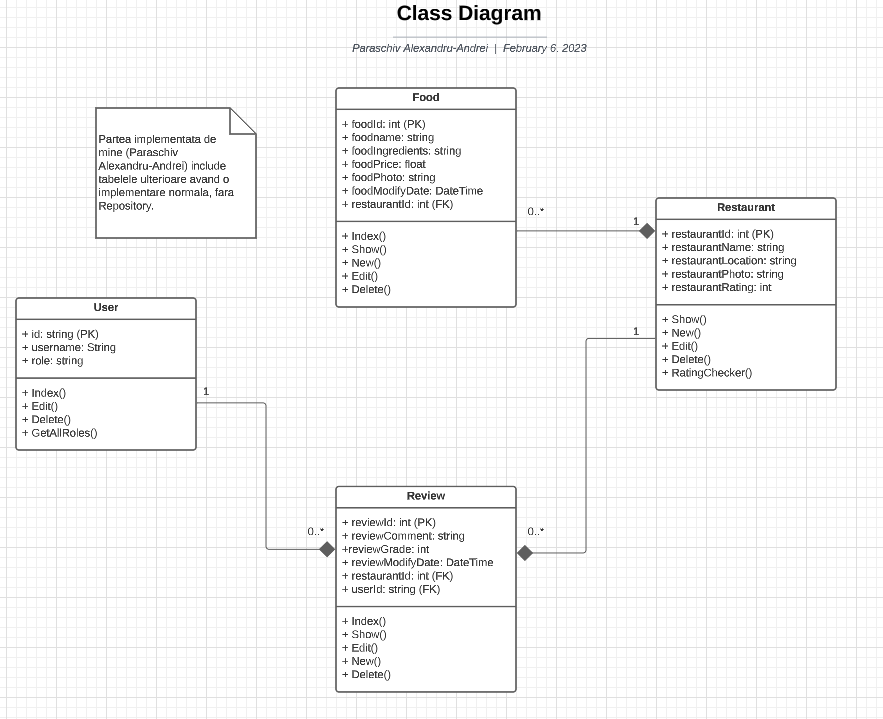 Class Diagram
Paraschiv Alexandru-Andrei | February 6, 2023
Partea implementata de
mine (Paraschiv
Alexandru-Andrei) include
tabelele ulterioare avand o
implementare normala, fara
Repository.
Food
+ foodId: int (PK)
+ foodname: string
+ foodIngredients: string
+ foodPrice: float
+ foodPhoto: string
+ foodModifyDate: DateTime
+ restaurantId: int (FK)
+ Index()
+ Show()
+ New()
+ Edit()
+ Delete()
0..*
1
Restaurant
+ restaurantId: int (PK)
+ restaurantName: string
+ restaurantLocation: string
+ restaurantPhoto: string
+ restaurantRating: int
+ Show()
+ New()
+ Edit()
+ Delete()
+ RatingChecker()
1
User
+ id: string (PK)
+ username: String
+ role: string
+ Index()
+ Edit()
+ Delete()
+ GetAllRoles()
1
0..*
0..*
Review
+ reviewId: int (PK)
+ reviewComment: string
+reviewGrade: int
+ reviewModifyDate: DateTime
+ restaurantId: int (FK)
+ userId: string (FK)
+ Index()
+ Show()
+ Edit()
+ New()
+ Delete()